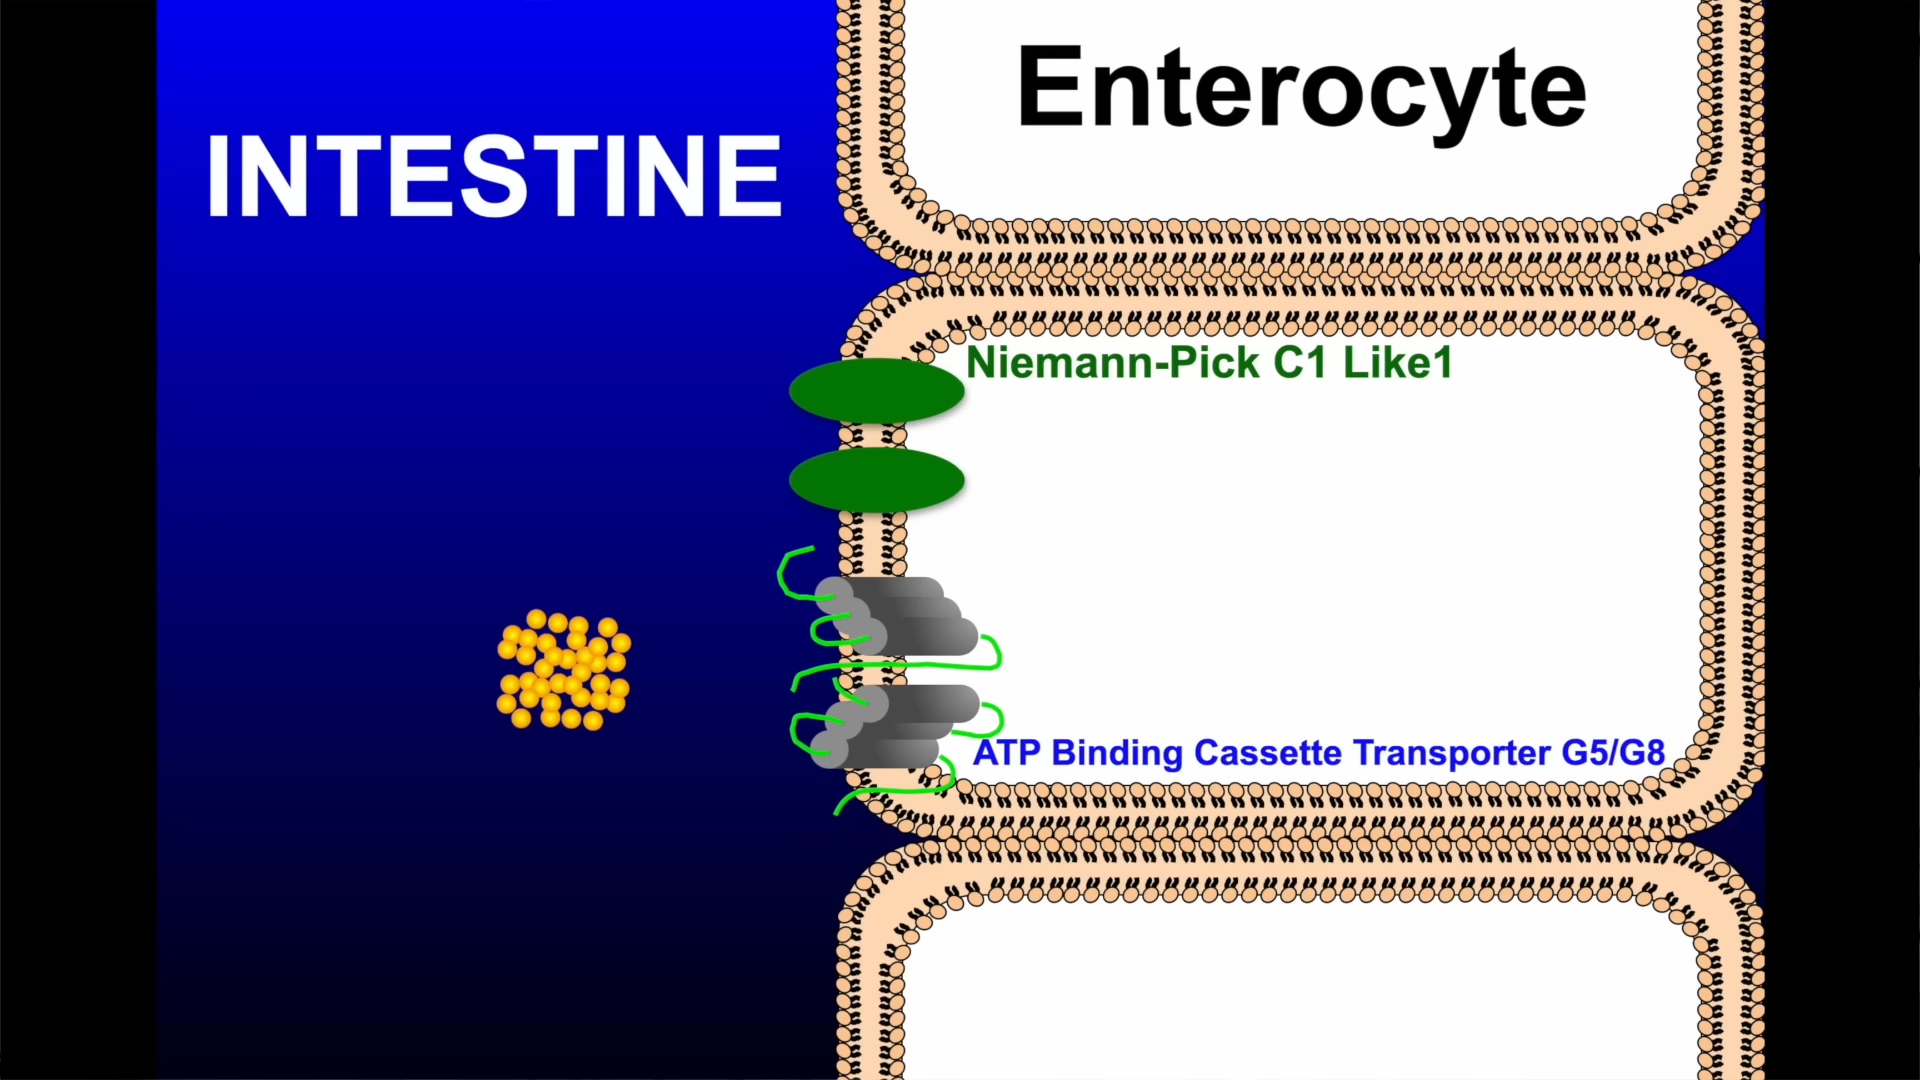 INTESTINE
Enterocyte
Niemann-Pick C1 Like1
ATP Binding Cassette Transporter G5/G8